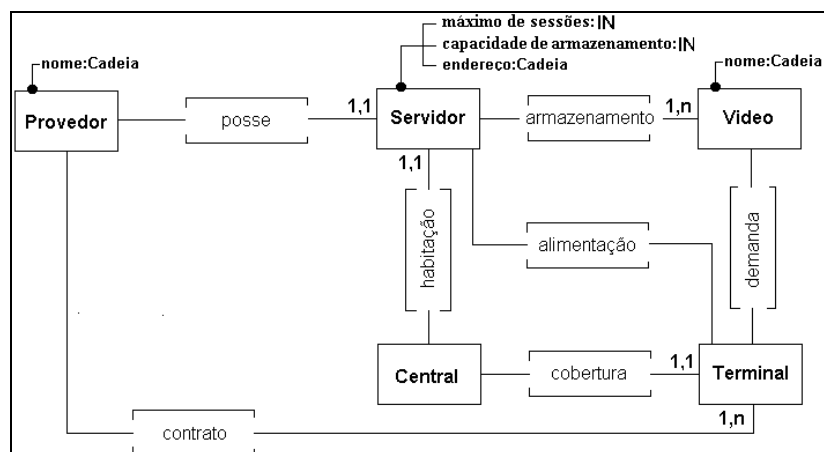 máximo de sessões:IN
capacidade de armazenamento:IN
endereço:Cadeia
nome:Cadeia
nome:Cadeia
Provedor
posse
1,1
Servidor
armazenamento
1,n
Video
1,1
habitação
alimentação
demanda
Central
cobertura
1,1
Terminal
1,n
contrato